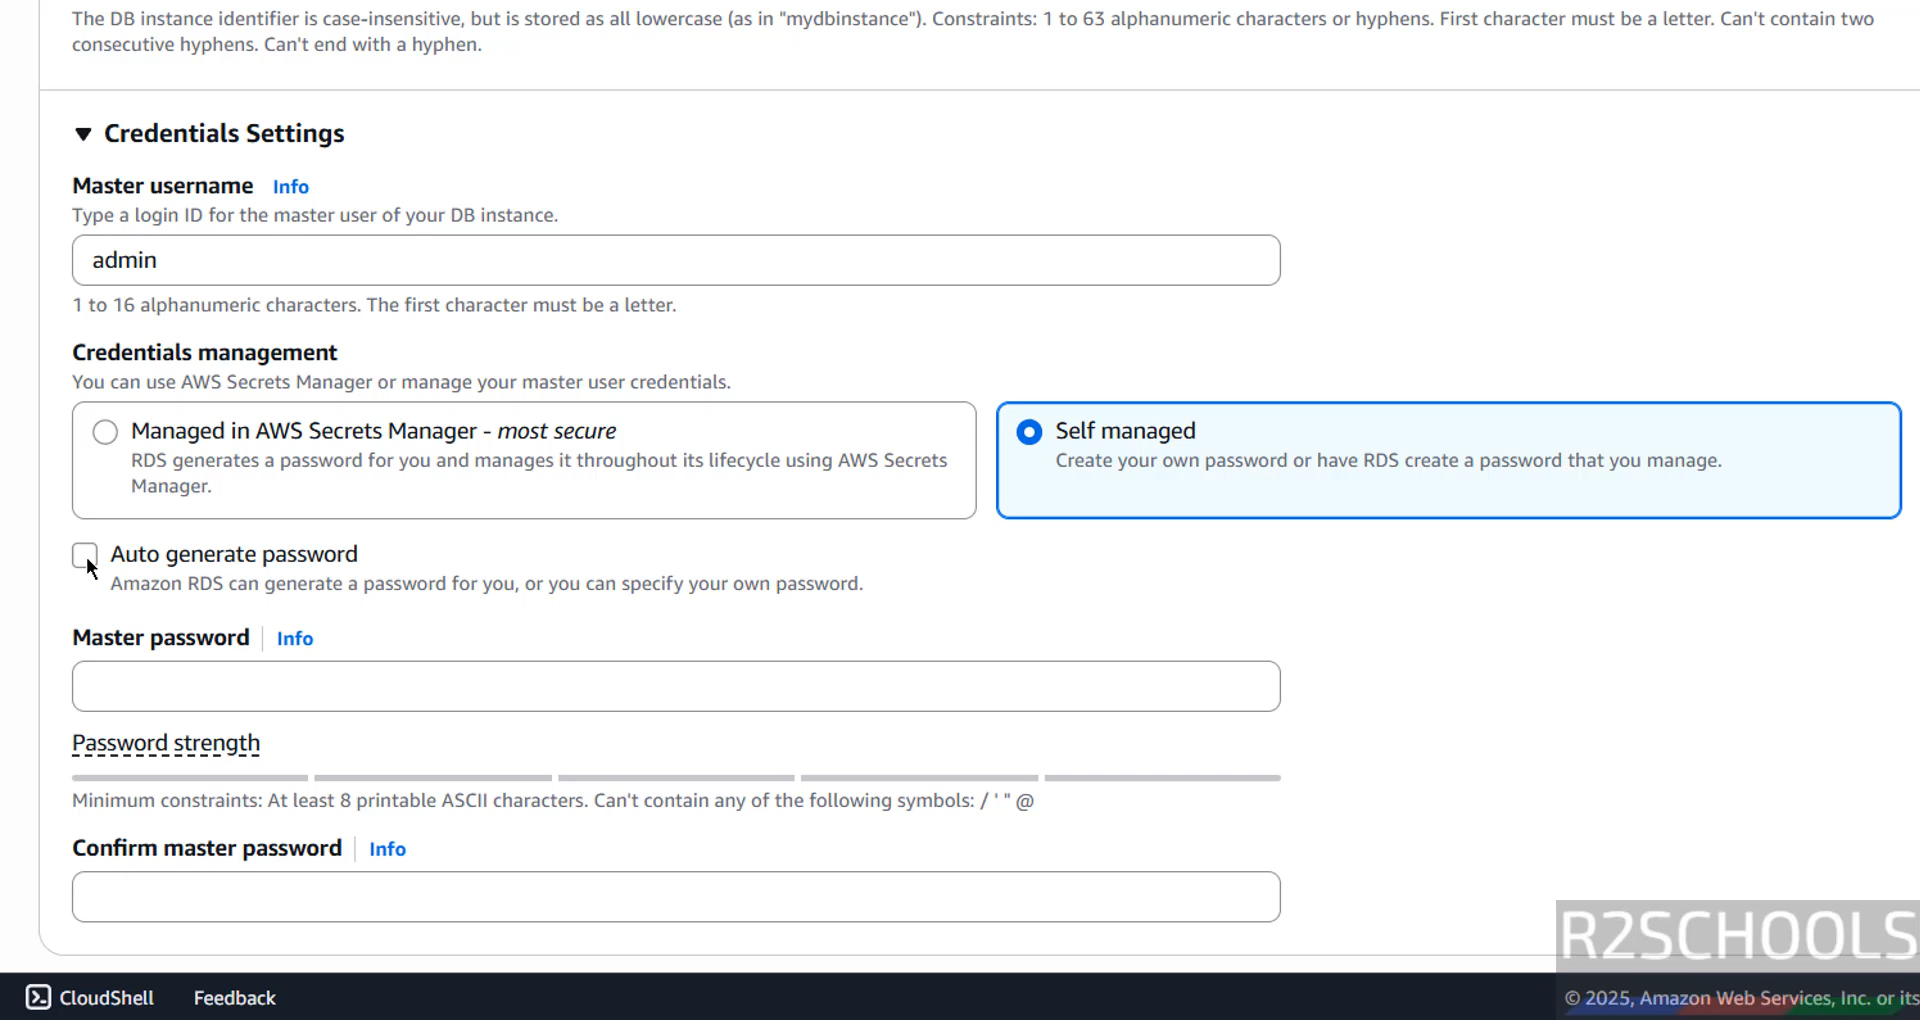 The DB instance identifier is case-insensitive, but is stored as all lowercase (as in "mydbinstance"). Constraints: 1 to 63 alphanumeric characters or hyphens. First character must be a letter. Can't contain two
consecutive hyphens. Can't end with a hyphen.
Credentials Settings
Master username Info
Type a login ID for the master user of your DB instance.
admin
1 to 16 alphanumeric characters. The first character must be a letter.
Credentials management
You can use AWS Secrets Manager or manage your master user credentials.
Managed in AWS Secrets Manager - most secure
RDS generates a password for you and manages it throughout its lifecycle using AWS Secrets
Manager.
Self managed
Create your own password or have RDS create a password that you manage.
Auto generate password
Amazon RDS can generate a password for you, or you can specify your own password.
Master password Info
Password strength
Minimum constraints: At least 8 printable ASCII characters. Can't contain any of the following symbols: / ' " @
Confirm master password Info
R2SCHOOLS
CloudShell Feedback
© 2025, Amazon Web Services, Inc. or its